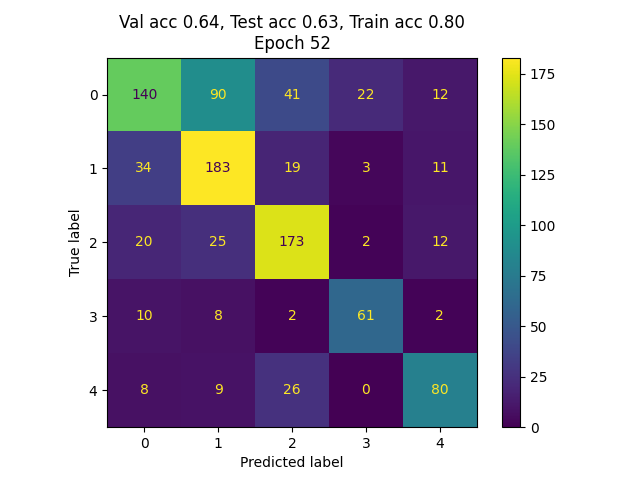 Val acc 0.64, Test acc 0.63, Train acc 0.80
Epoch 52
0 140 90 41 22 12
1 34 183 19 3 11
2 20 25 173 2 12
3 10 8 2 61 2
4 8 9 26 0 80
0 1 2 3 4
Predicted label
True label
175
150
125
100
75
50
25
0